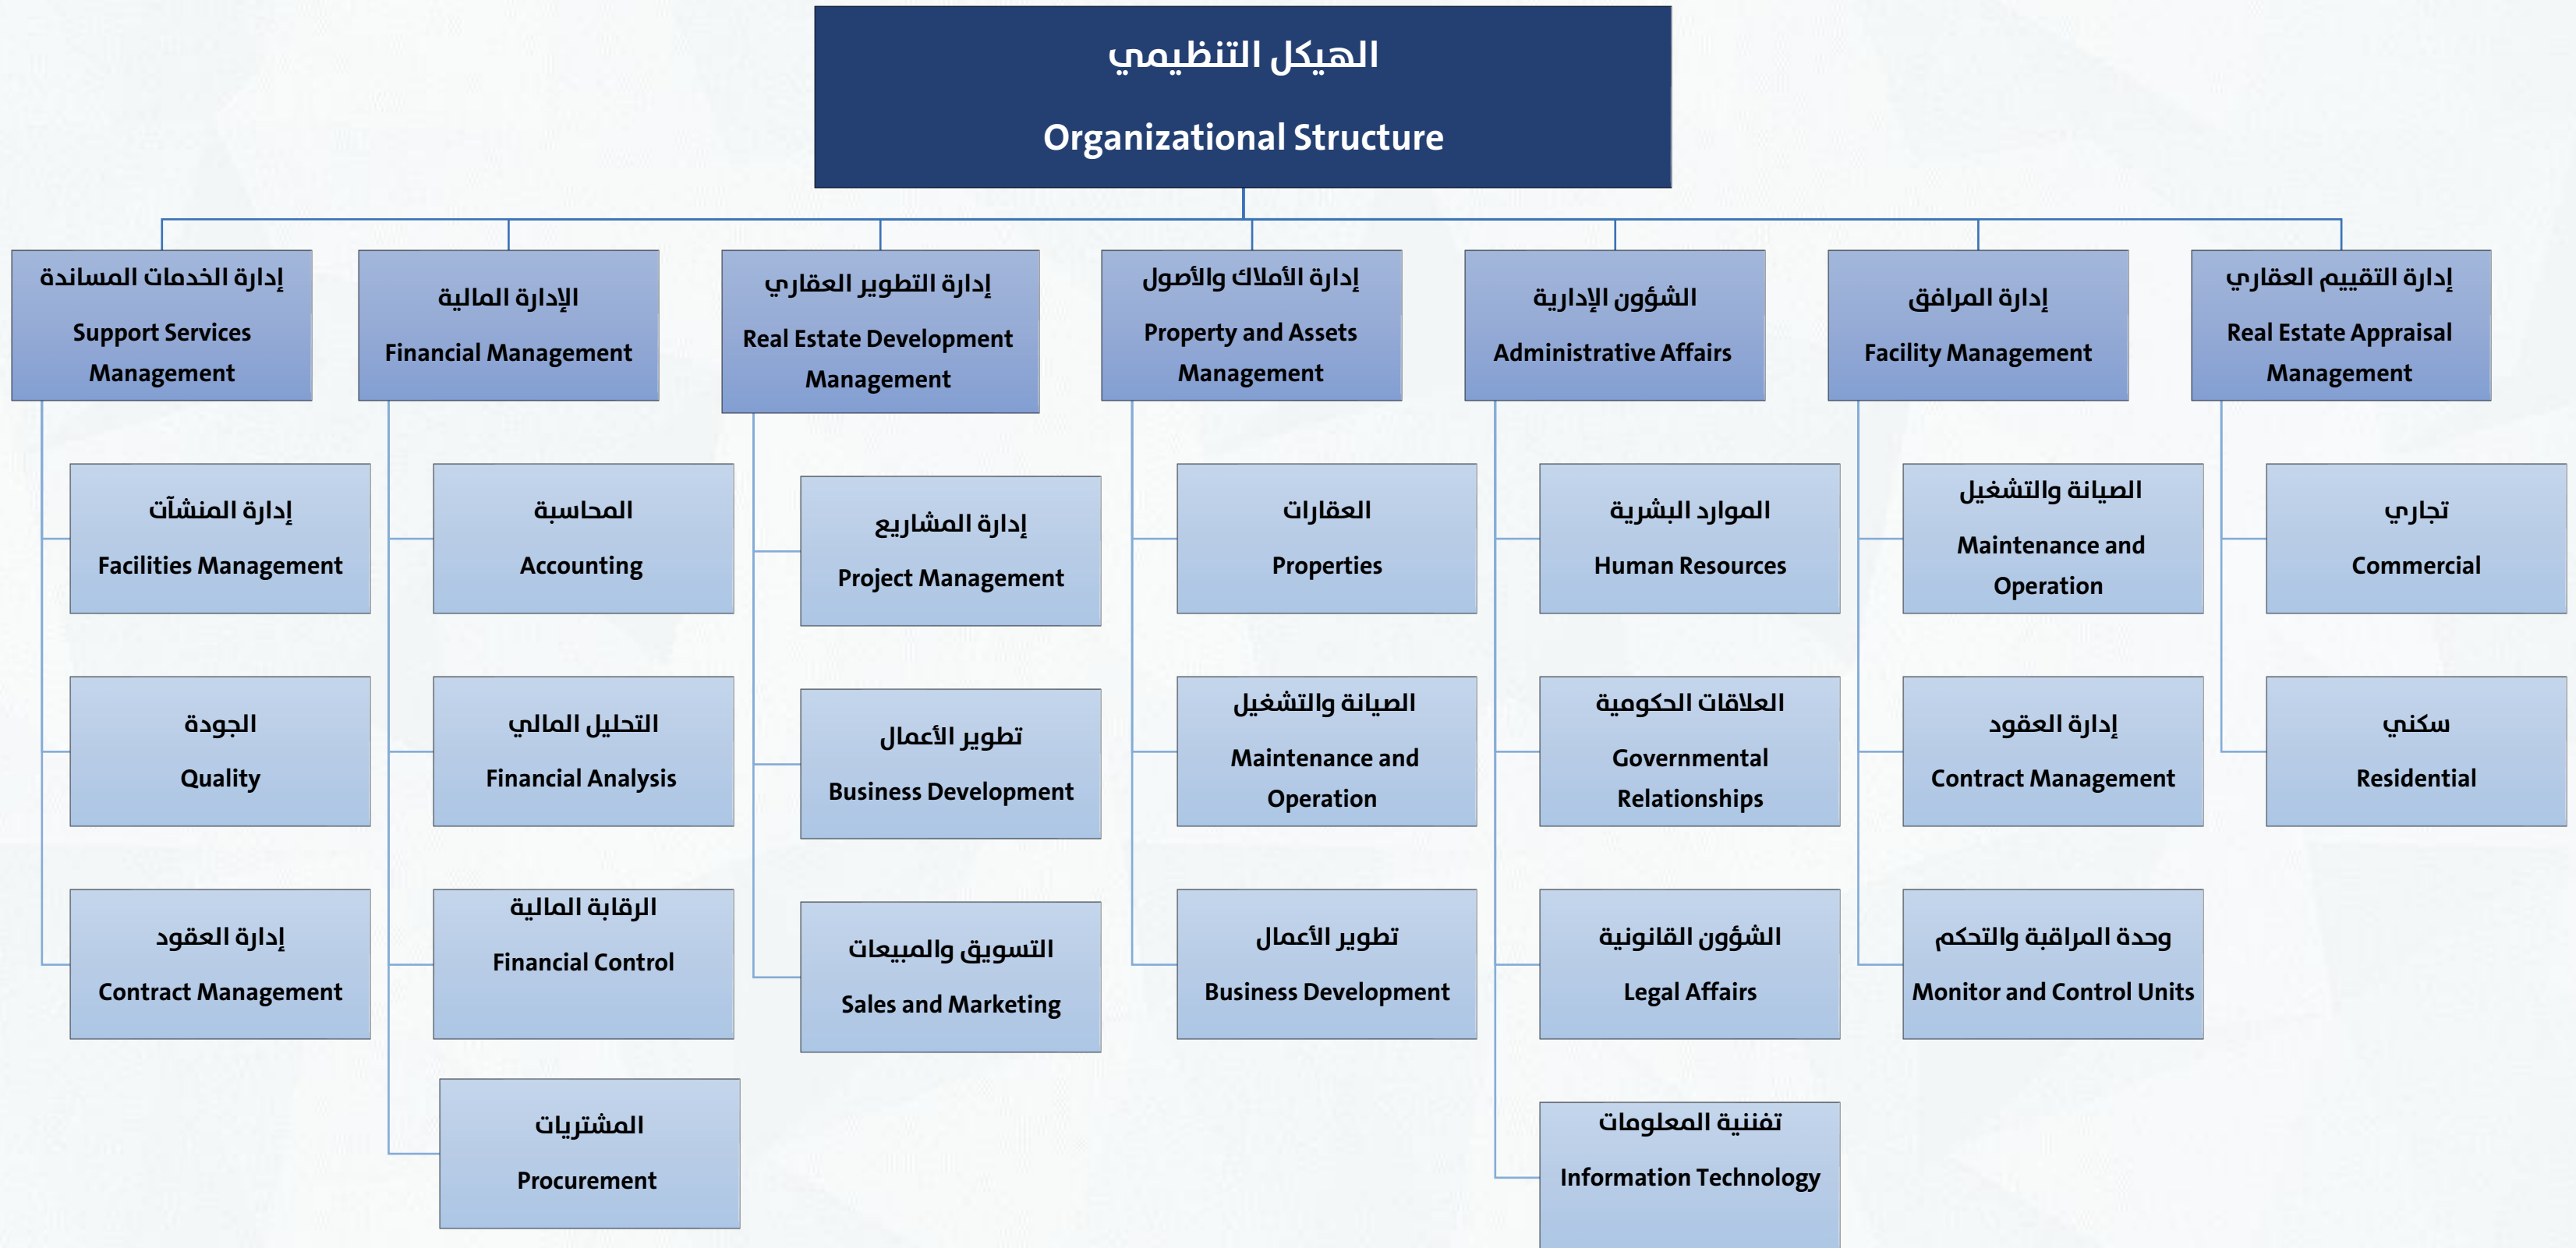 الهيكل التنظيمي
Organizational Structure
إدارة الخدمات المساندة
Support Services
Management
الإدارة المالية
Financial Management
إدارة التطوير العقاري
Real Estate Development
Management
إدارة الأملاك والأصول
Property and Assets
Management
الشؤون الإدارية
Administrative Affairs
إدارة المرافق
Facility Management
إدارة التقييم العقاري
Real Estate Appraisal
Management
إدارة المنشآت
Facilities Management
الجودة
Quality
إدارة العقود
Contract Management
المحاسبة
Accounting
التحليل المالي
Financial Analysis
الرقابة المالية
Financial Control
المشتريات
Procurement
إدارة المشاريع
Project Management
تطوير الأعمال
Business Development
التسويق والمبيعات
Sales and Marketing
العقارات
Properties
الصيانة والتشغيل
Maintenance and
Operation
تطوير الأعمال
Business Development
الموارد البشرية
Human Resources
العلاقات الحكومية
Governmental
Relationships
الشؤون القانونية
Legal Affairs
تفننية المعلومات
Information Technology
الصيانة والتشغيل
Maintenance and
Operation
إدارة العقود
Contract Management
وحدة المراقبة والتحكم
Monitor and Control Units
تجاري
Commercial
سكني
Residential